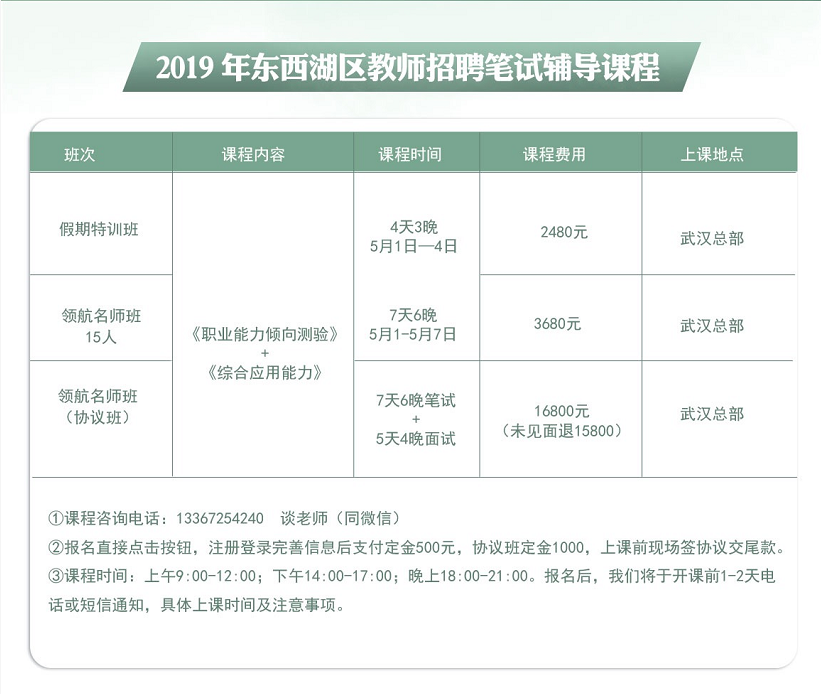 2019 年东西湖区教师招聘笔试辅导课程
班次 课程内容 课程时间 课程费用 上课地点
假期特训班
4天3晚
5月1日—4日
2480元
武汉总部
领航名师班
15人
7天6晚
5月1-5月7日
3680元
武汉总部
《职业能力倾向测验》
+
《综合应用能力》
领航名师班
（协议班）
7天6晚笔试
+
5天4晚面试
16800元
（未见面退15800）
武汉总部
①课程咨询电话：13367254240 谈老师（同微信）
②报名直接点击按钮，注册登录完善信息后支付定金500元，协议班定金1000，上课前现场签协议交尾款。
③课程时间：上午9:00-12:00；下午14:00-17:00；晚上18:00-21:00。报名后，我们将于开课前1-2天电
话或短信通知，具体上课时间及注意事项。